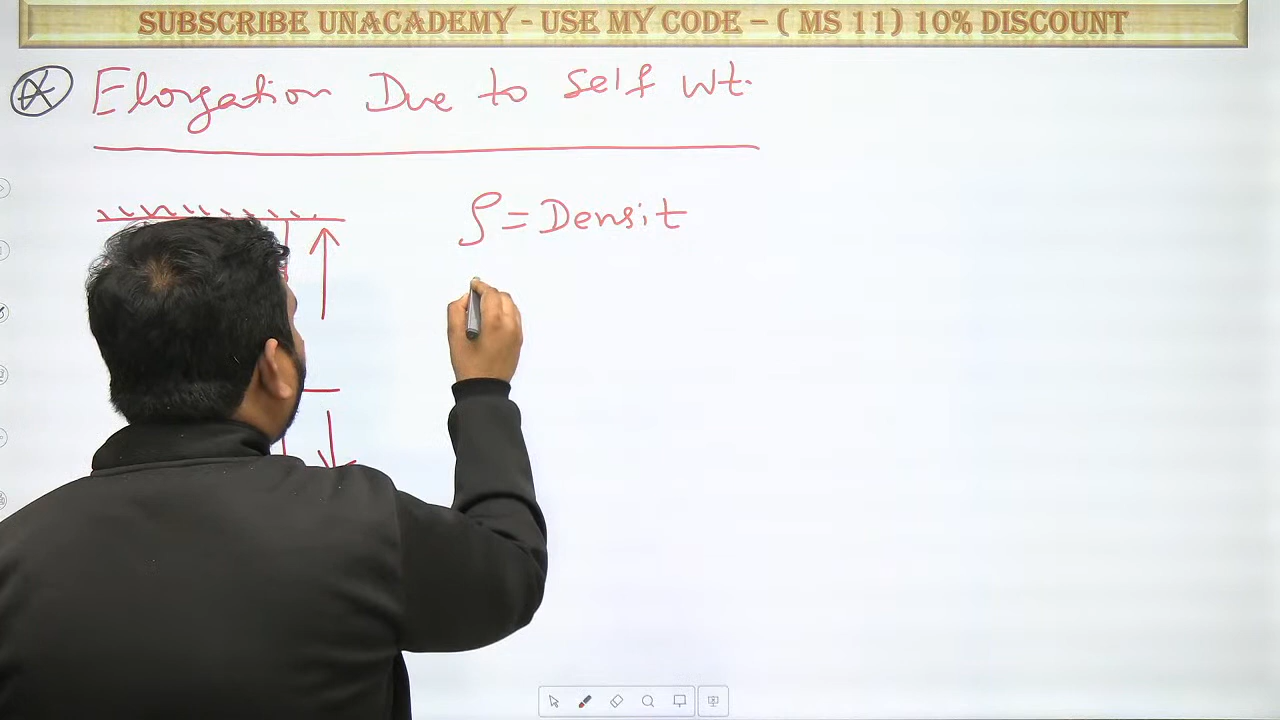 SUBSCRIBE UNACADEMY - USE MY CODE – ( MS 11) 10% DISCOUNT
Elongation Due to Self Wt.
ρ = Densit